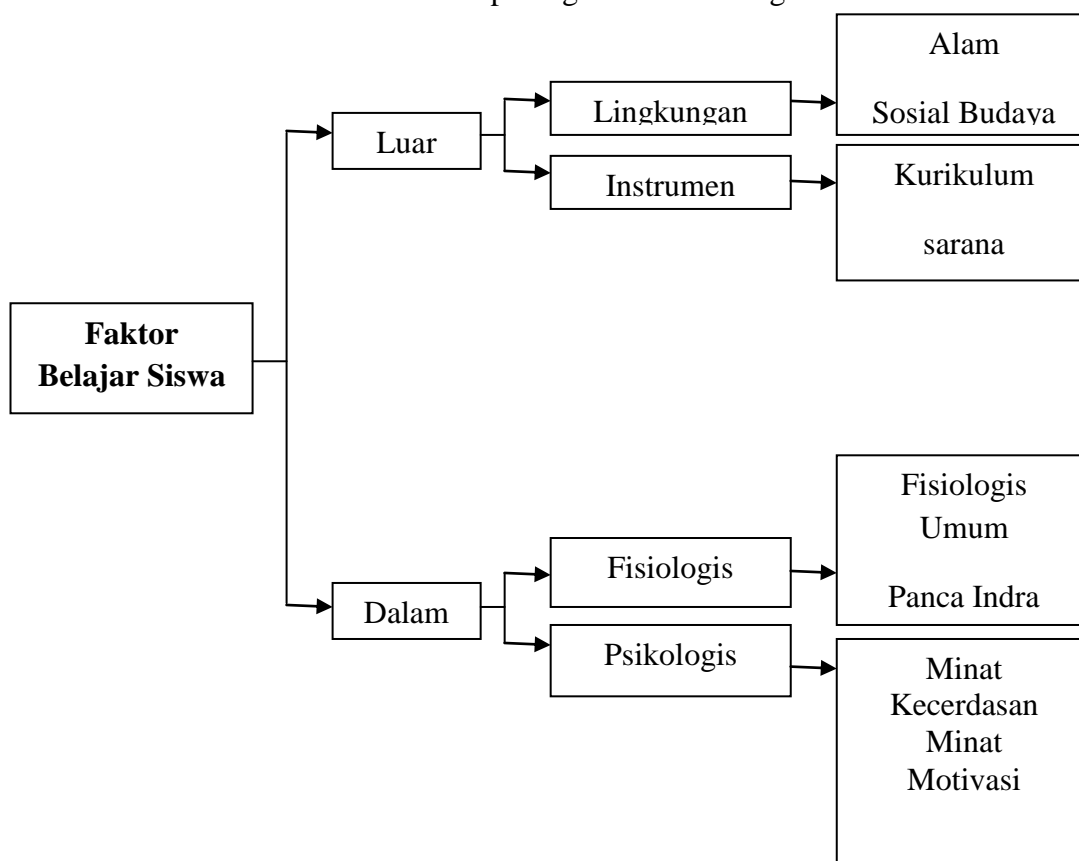 Alam
Sosial Budaya
Lingkungan
Luar
Instrumen
Kurikulum
sarana
Faktor
Belajar Siswa
Fisiologis
Umum
Panca Indra
Fisiologis
Dalam
Psikologis
Minat
Kecerdasan
Minat
Motivasi